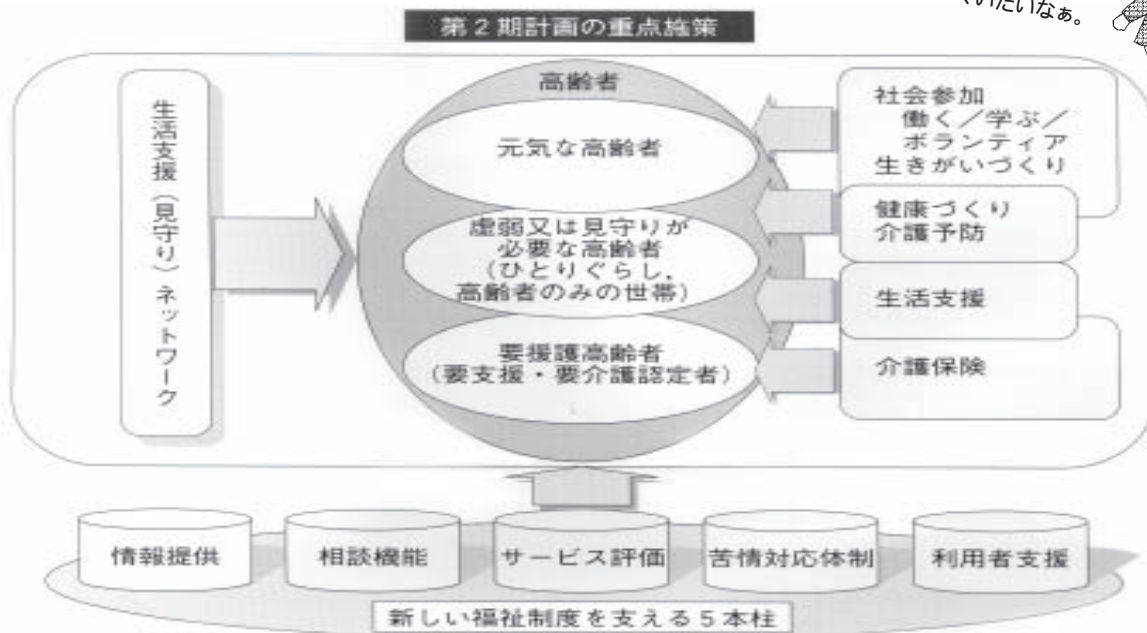 いたいなぁ。
第2期計画の重点施策
生活支援(見守り)ネットワーク
高齢者
元気な高齢者
虚弱又は見守りが
必要な高齢者
(ひとりぐらし,
高齢者のみの世帯)
要援護高齢者
(要支援・要介護認定者)
社会参加
働く/学ぶ/
ボランティア
生きがいづくり
健康づくり
介護予防
生活支援
介護保険
情報提供
相談機能
サービス評価
苦情対応体制
利用者支援
新しい福祉制度を支える5本柱